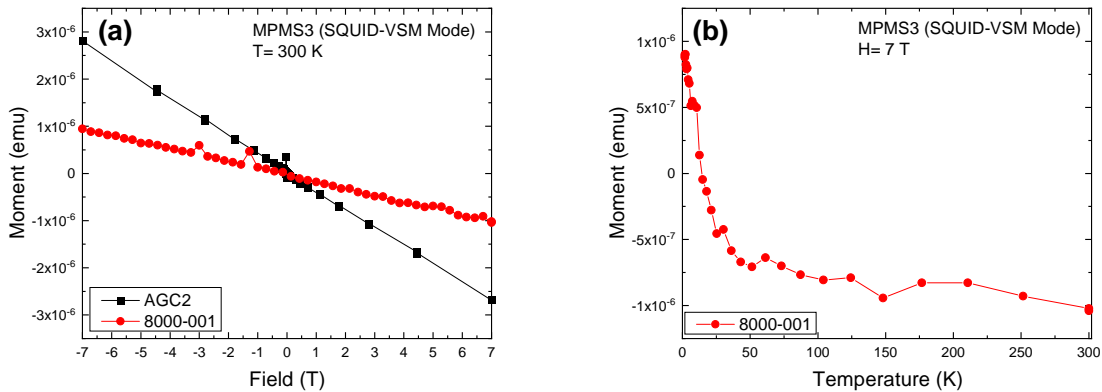 (a)
MPMS3 (SQUID-VSM Mode)
T= 300 K
3x10⁻⁶
2x10⁻⁶
1x10⁻⁶
0
-1x10⁻⁶
-2x10⁻⁶
-3x10⁻⁶
Moment (emu)
AGC2
8000-001
-7 -6 -5 -4 -3 -2 -1 0 1 2 3 4 5 6 7
Field (T)
(b)
MPMS3 (SQUID-VSM Mode)
H= 7 T
1x10⁻⁶
5x10⁻⁷
0
-5x10⁻⁷
-1x10⁻⁶
Moment (emu)
8000-001
0 50 100 150 200 250 300
Temperature (K)